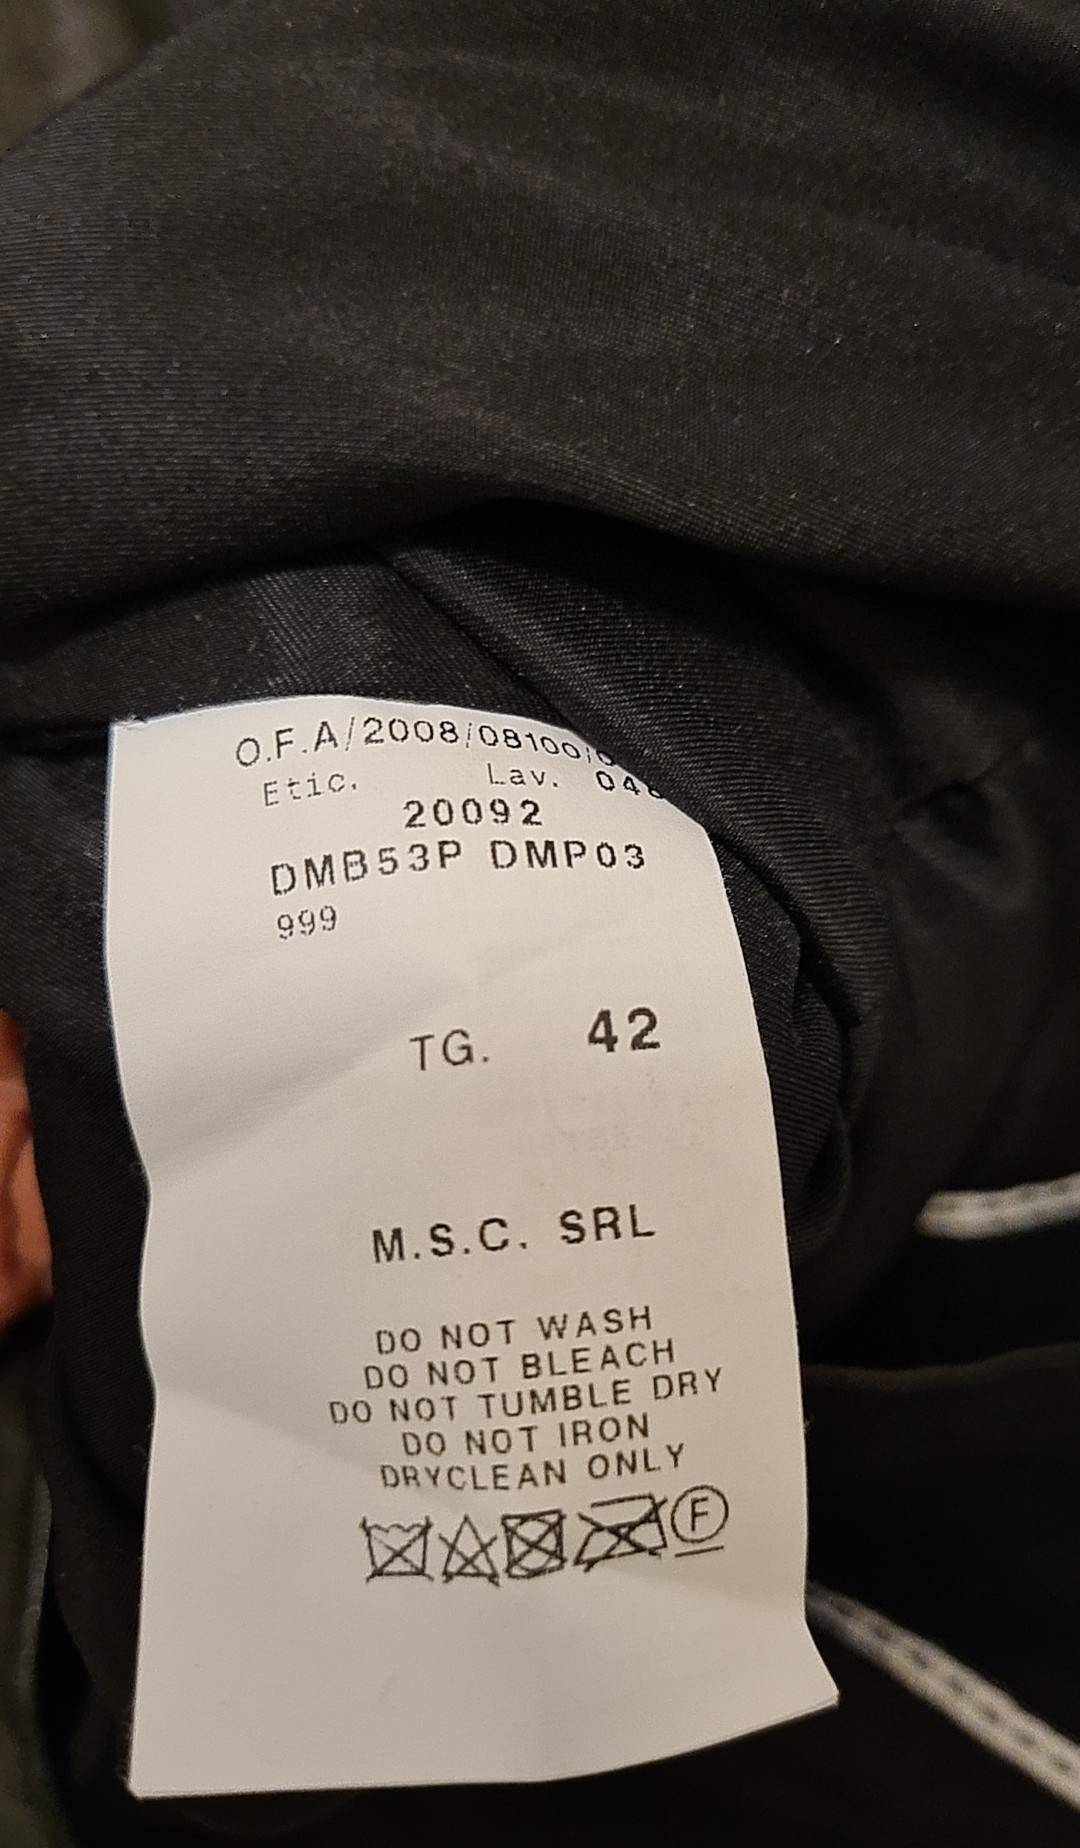 O.F.A/2008/08100/
Etic. Lav.
20092
DMB53P DMP03
999
TG. 42
M.S.C. SRL
DO NOT WASH
DO NOT BLEACH
DO NOT TUMBLE DRY
DO NOT IRON
DRYCLEAN ONLY
F